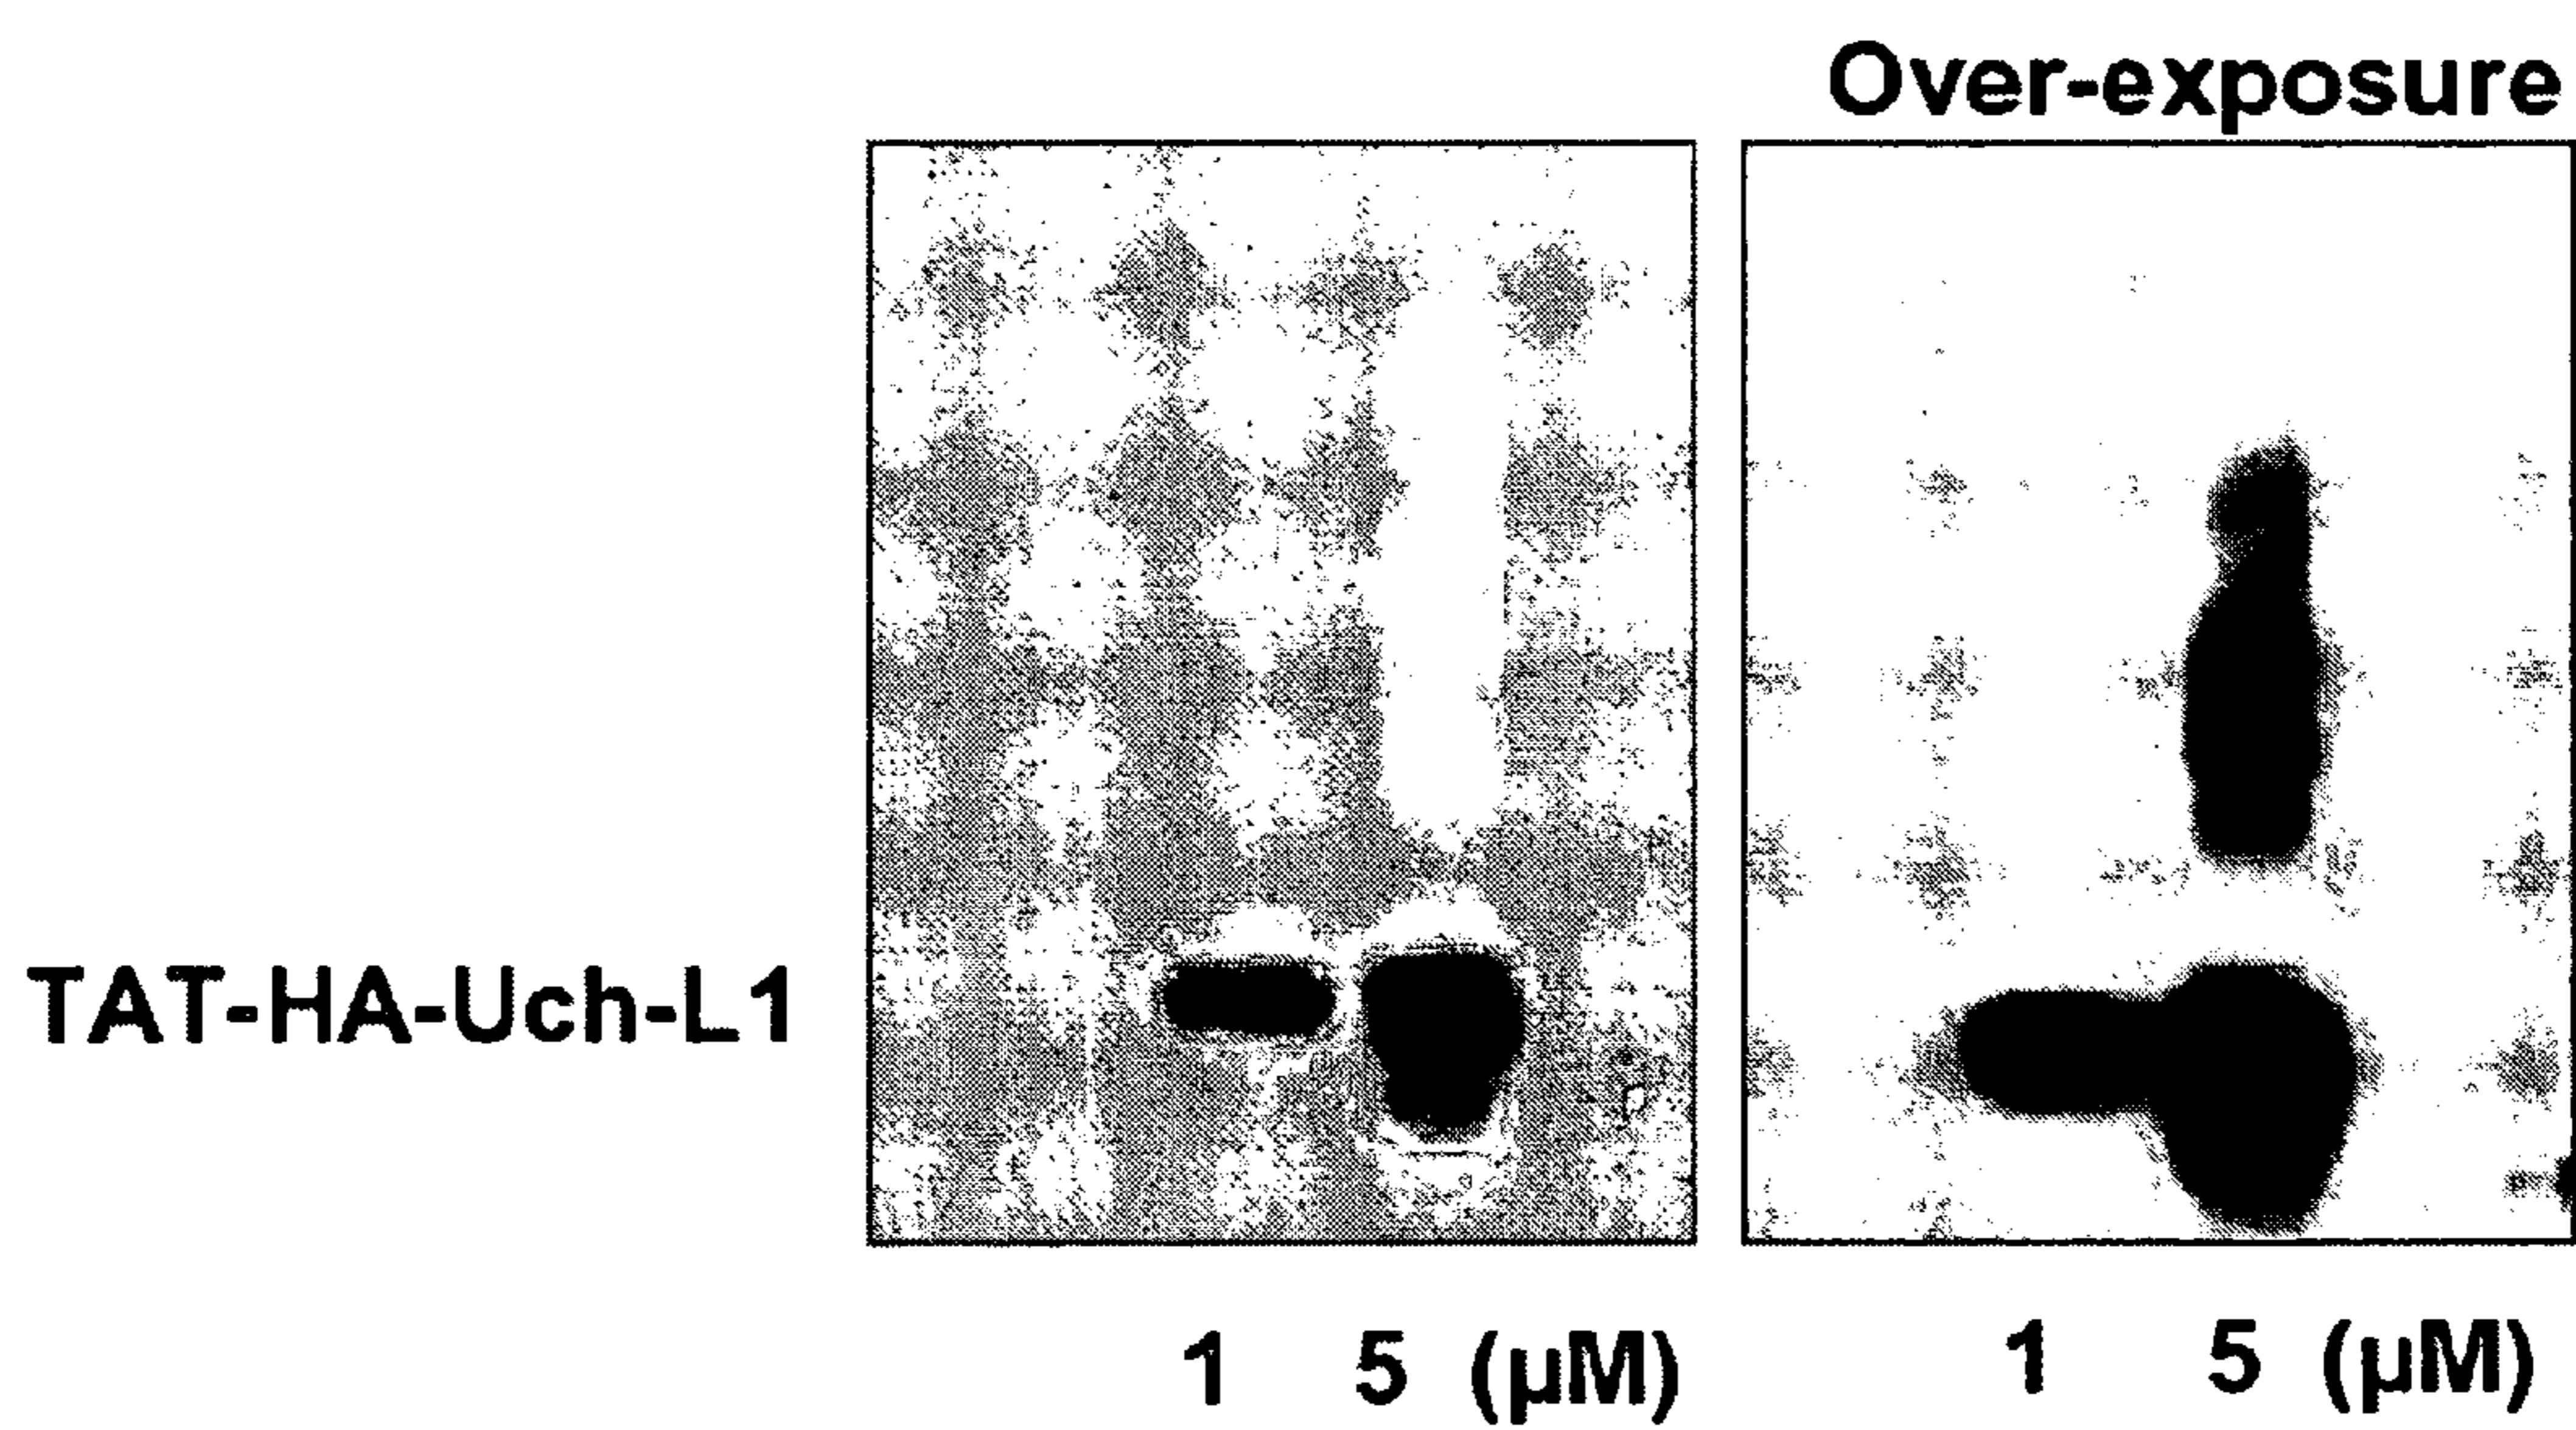 Over-exposure
TAT-HA-Uch-L1
1 5 (μM) 1 5 (μM)